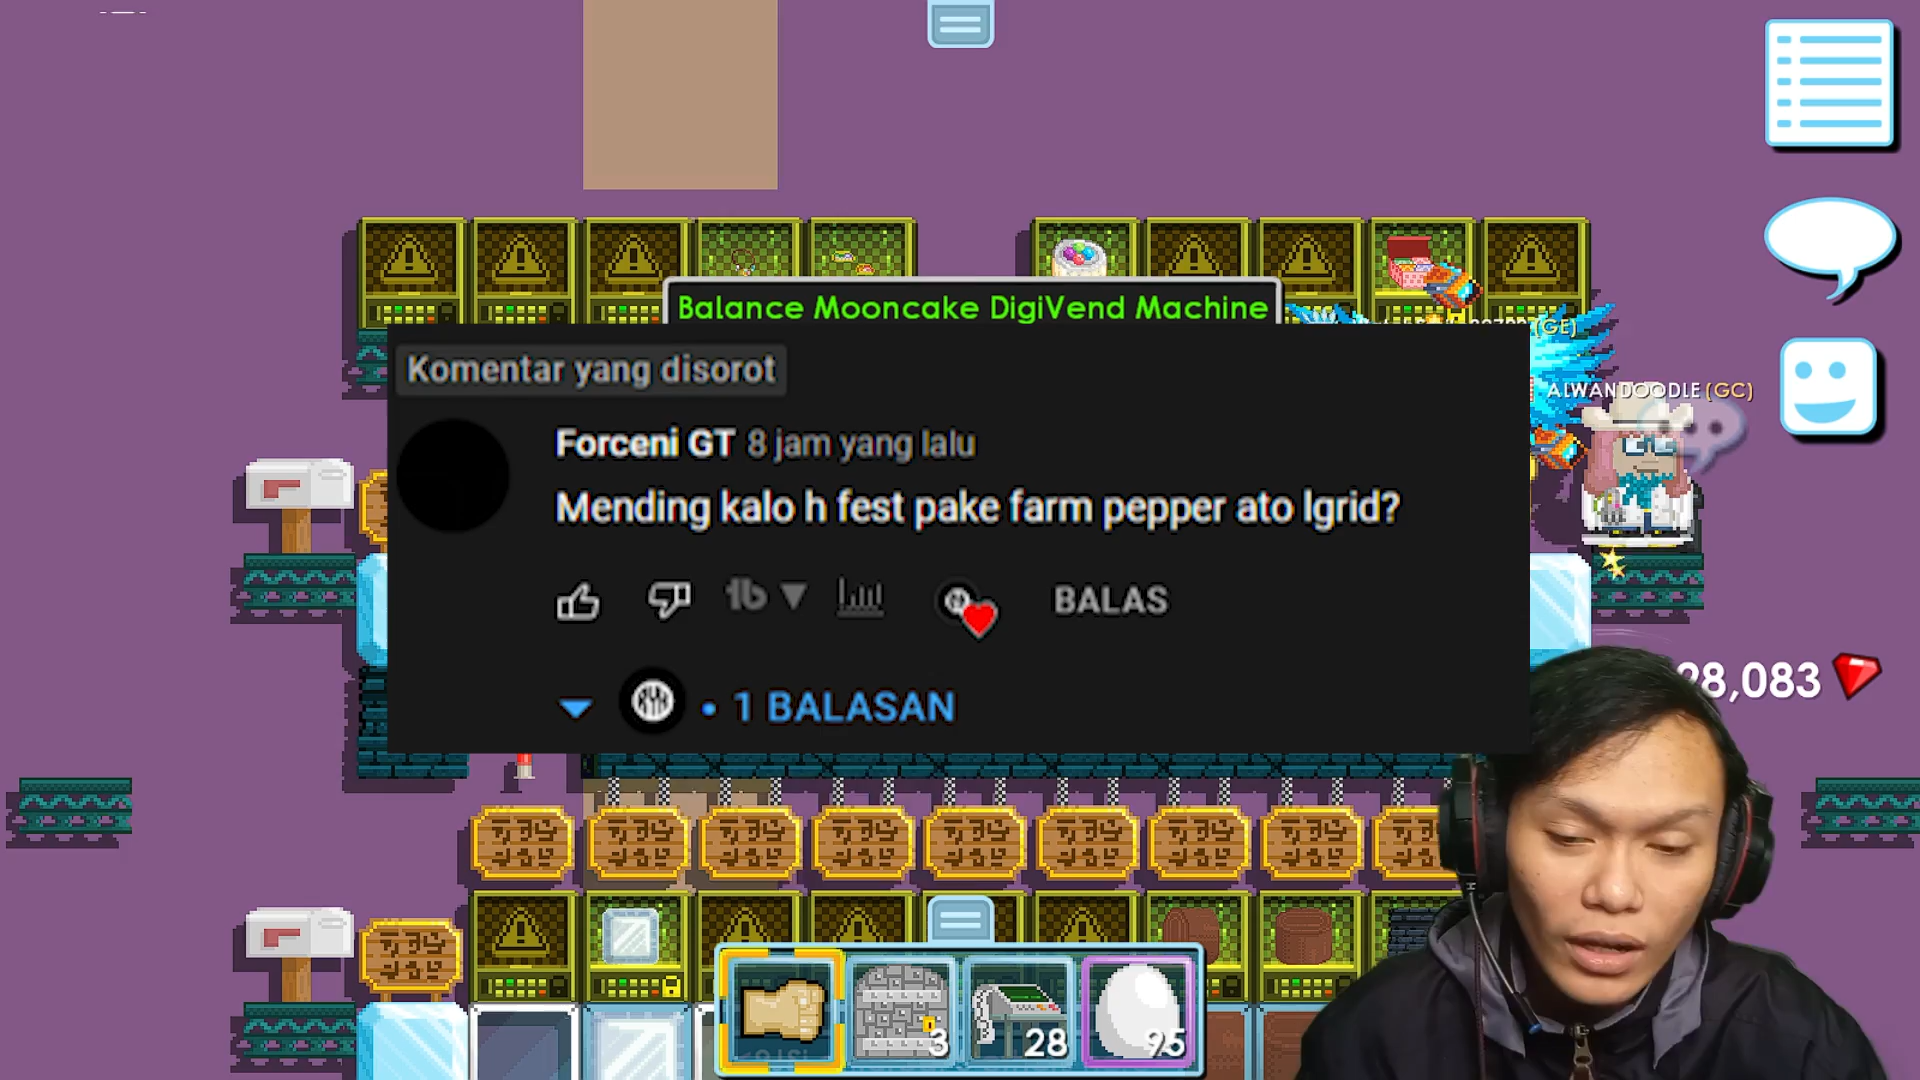 Balance Mooncake DigiVend Machine
(GE)
Komentar yang disorot
ALWANDOODLE (GC)
Forceni GT 8 jam yang lalu
Mending kalo h fest pake farm pepper ato lgrid?
BALAS
28,083
• 1 BALASAN
3
28
95